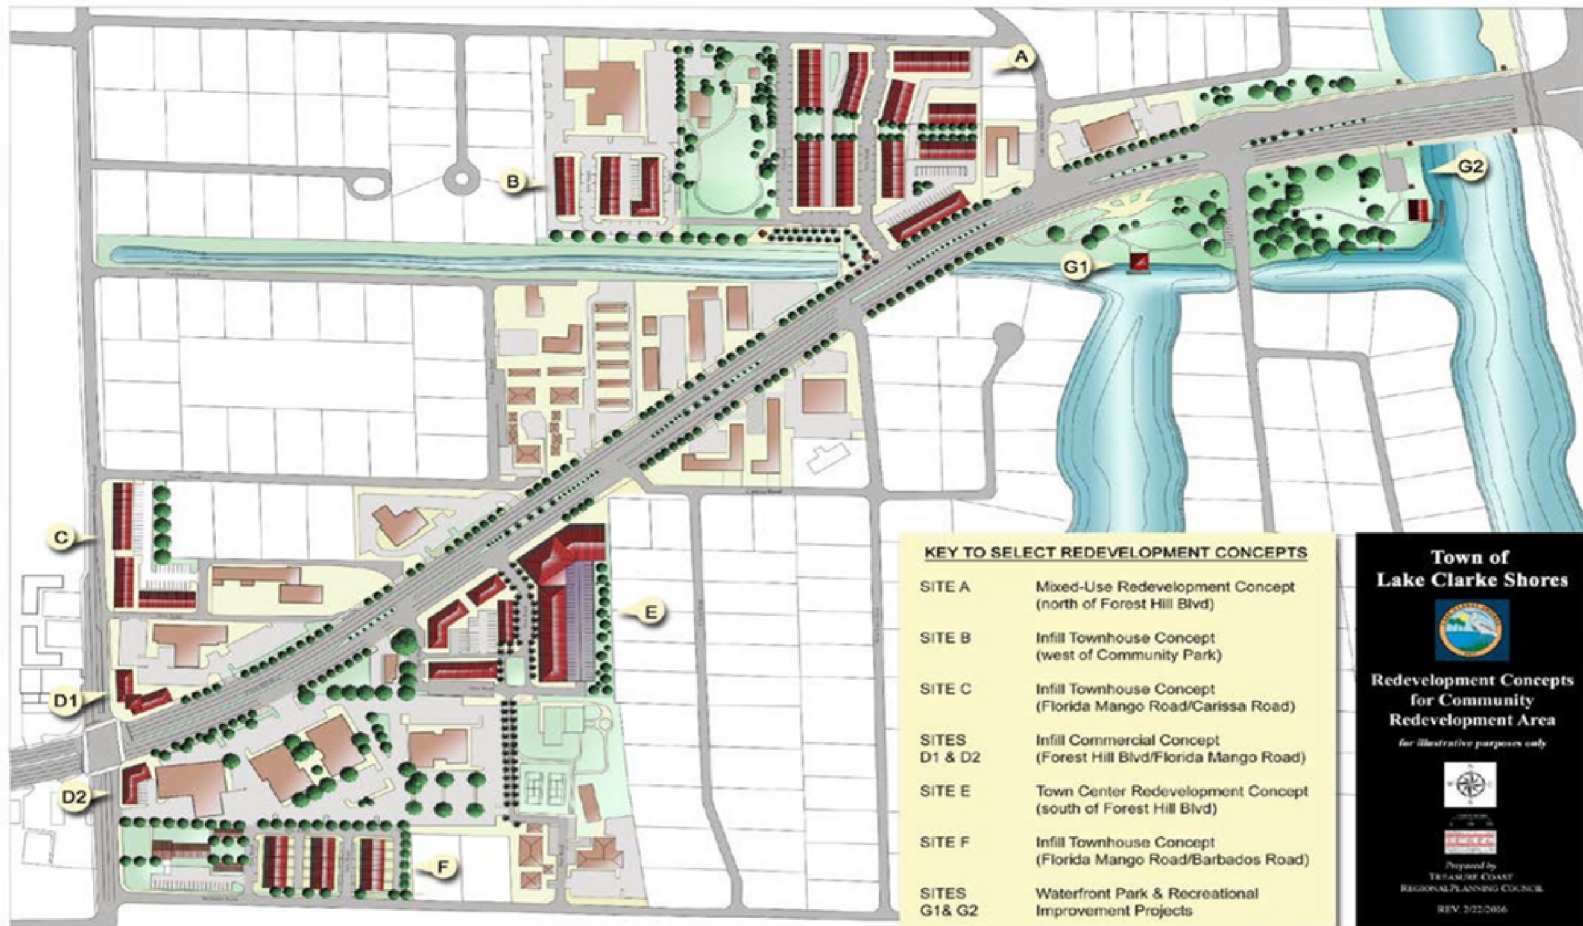 A
B
G2
G1
C
E
D1
D2
F
KEY TO SELECT REDEVELOPMENT CONCEPTS
SITE A Mixed-Use Redevelopment Concept
(north of Forest Hill Blvd)
SITE B Infill Townhouse Concept
(west of Community Park)
SITE C Infill Townhouse Concept
(Florida Mango Road/Carissa Road)
SITES Infill Commercial Concept
D1 & D2 (Forest Hill Blvd/Florida Mango Road)
SITE E Town Center Redevelopment Concept
(south of Forest Hill Blvd)
SITE F Infill Townhouse Concept
(Florida Mango Road/Barbados Road)
SITES Waterfront Park & Recreational
G1& G2 Improvement Projects
Town of
Lake Clarke Shores
Redevelopment Concepts
for Community
Redevelopment Area
for illustrative purposes only
Prepared by
TREASURE COAST
REGIONAL PLANNING COUNCIL